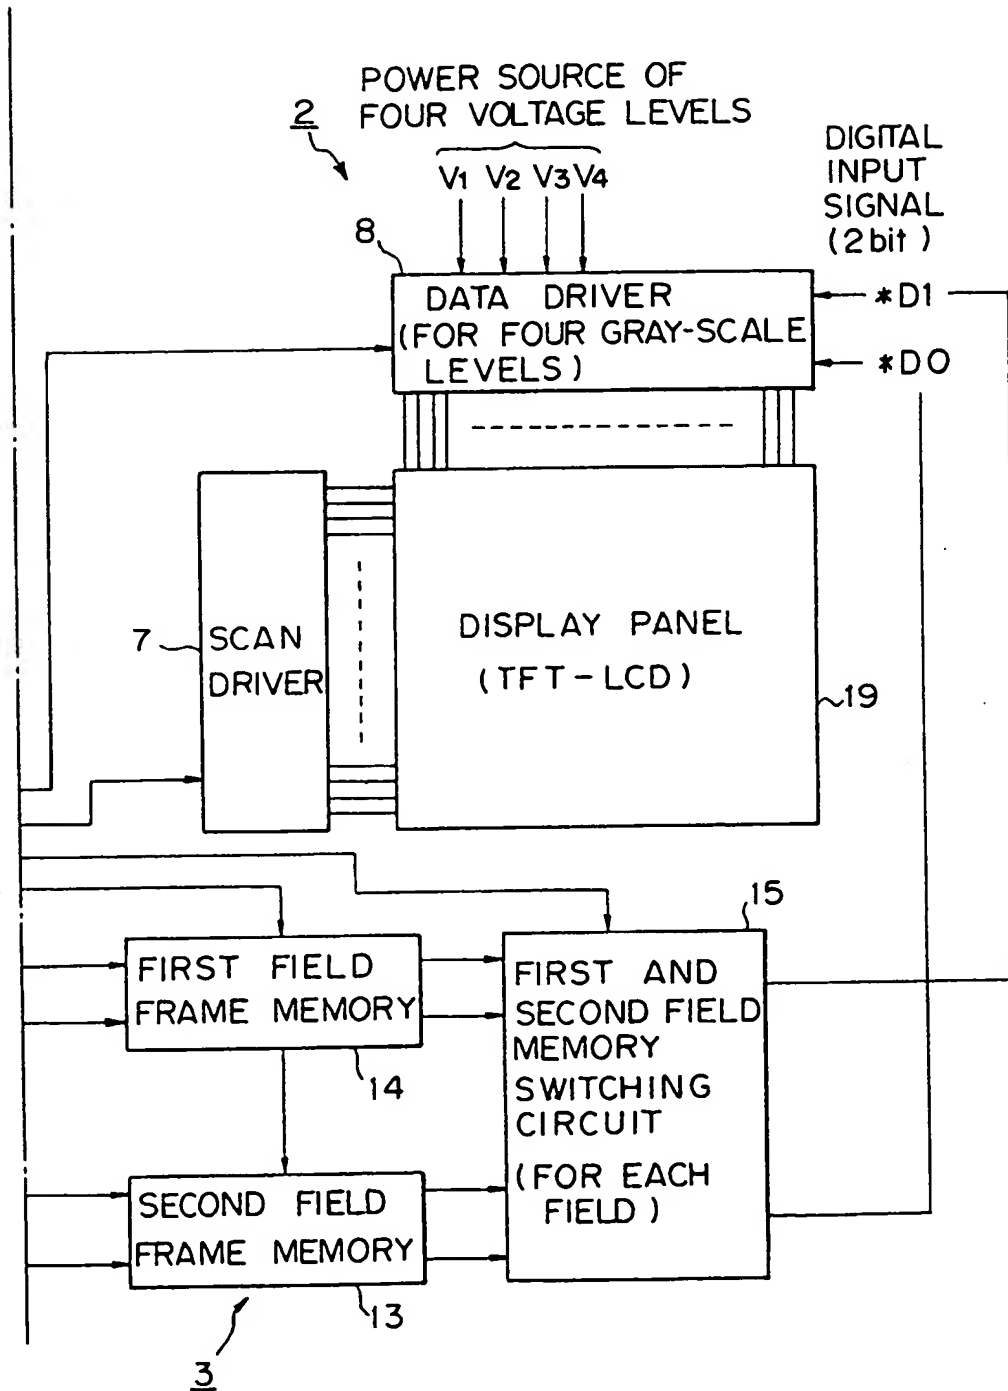 POWER SOURCE OF
FOUR VOLTAGE LEVELS
2
V1 V2 V3 V4
DIGITAL
INPUT
SIGNAL
(2bit)
8
DATA DRIVER
(FOR FOUR GRAY-SCALE
LEVELS)
*D1
*D0
7
SCAN
DRIVER
DISPLAY PANEL
(TFT-LCD)
19
15
FIRST FIELD
FRAME MEMORY
14
FIRST AND
SECOND FIELD
MEMORY
SWITCHING
CIRCUIT
(FOR EACH
FIELD)
SECOND FIELD
FRAME MEMORY
13
3